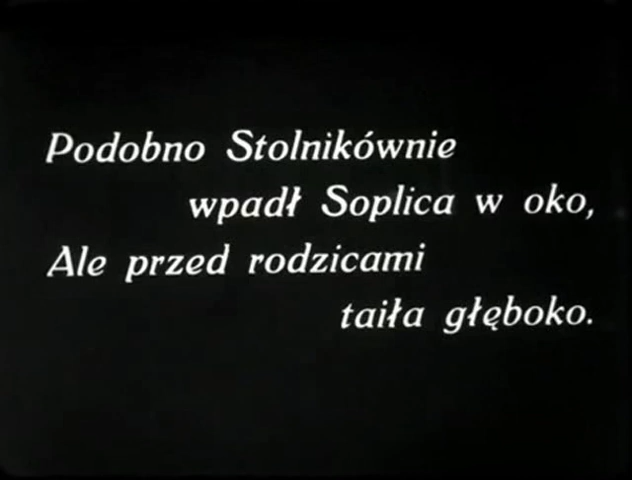 Podobno Stolnikównie
wpadł Soplica w oko,
Ale przed rodzicami
taiła głęboko.